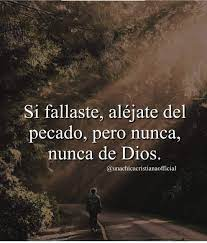 Si fallaste, aléjate del
pecado, pero nunca,
nunca de Dios.
@unachicacristianaofficial